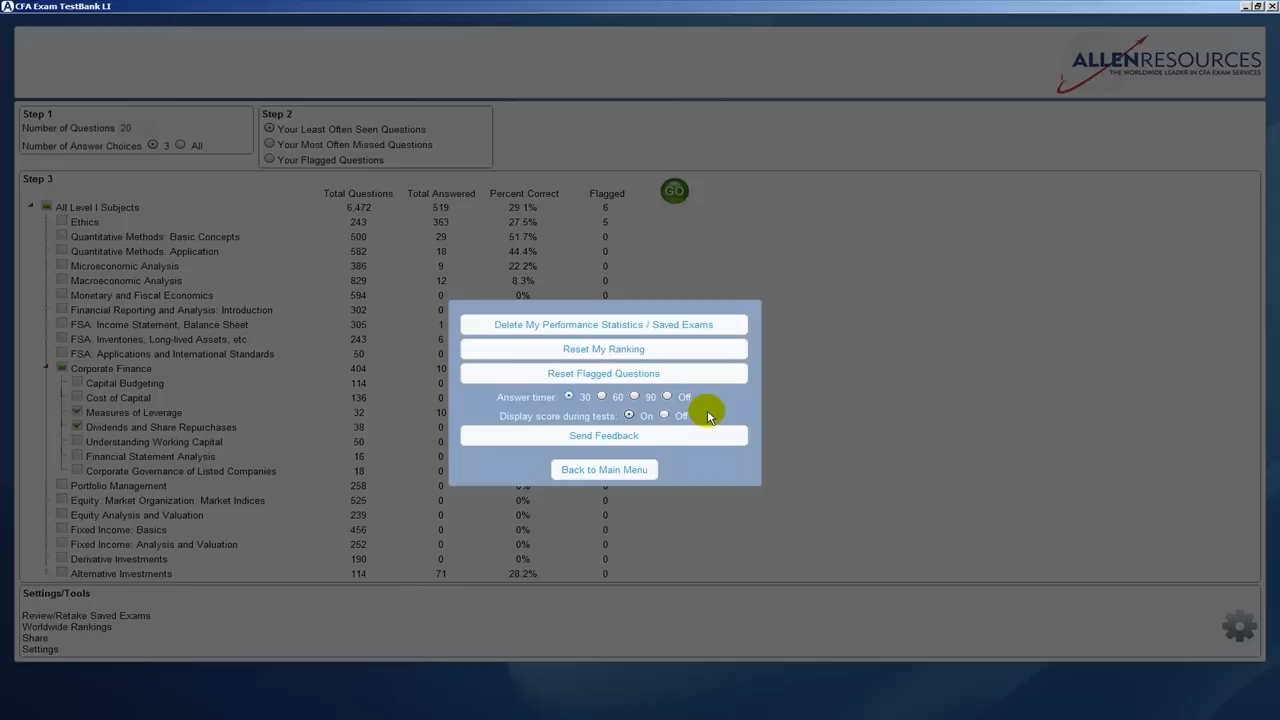 CFA Exam TestBank LI
ALLENRESOURCES
THE WORLDWIDE LEADER IN CFA EXAM SERVICES
Step 1
Number of Questions 20
Number of Answer Choices 3 All
Step 2
Your Least Often Seen Questions
Your Most Often Missed Questions
Your Flagged Questions
Step 3
Total Questions Total Answered Percent Correct Flagged
GO
All Level I Subjects 6,472 519 29.1% 6
Ethics 243 363 27.5% 5
Quantitative Methods: Basic Concepts 500 29 51.7% 0
Quantitative Methods: Application 582 18 44.4% 0
Microeconomic Analysis 386 9 22.2% 0
Macroeconomic Analysis 829 12 8.3% 0
Monetary and Fiscal Economics 594 0 0% 0
Financial Reporting and Analysis: Introduction 302 0
FSA: Income Statement, Balance Sheet 305 1
FSA: Inventories, Long-lived Assets, etc 243 6
FSA: Applications and International Standards 50 0
Corporate Finance 404 10
Capital Budgeting 114 0
Cost of Capital 136 0
Measures of Leverage 32 10
Dividends and Share Repurchases 38 0
Understanding Working Capital 50 0
Financial Statement Analysis 16 0
Corporate Governance of Listed Companies 18 0
Portfolio Management 258 0 0% 0
Equity: Market Organization: Market Indices 525 0 0% 0
Equity Analysis and Valuation 239 0 0% 0
Fixed Income: Basics 456 0 0% 0
Fixed Income: Analysis and Valuation 252 0 0% 0
Derivative Investments 190 0 0% 0
Alternative Investments 114 71 28.2% 0
Delete My Performance Statistics / Saved Exams
Reset My Ranking
Reset Flagged Questions
Answer timer: 30 60 90 Off
Display score during tests: On Off
Send Feedback
Back to Main Menu
Settings/Tools
Review/Retake Saved Exams
Worldwide Rankings
Share
Settings